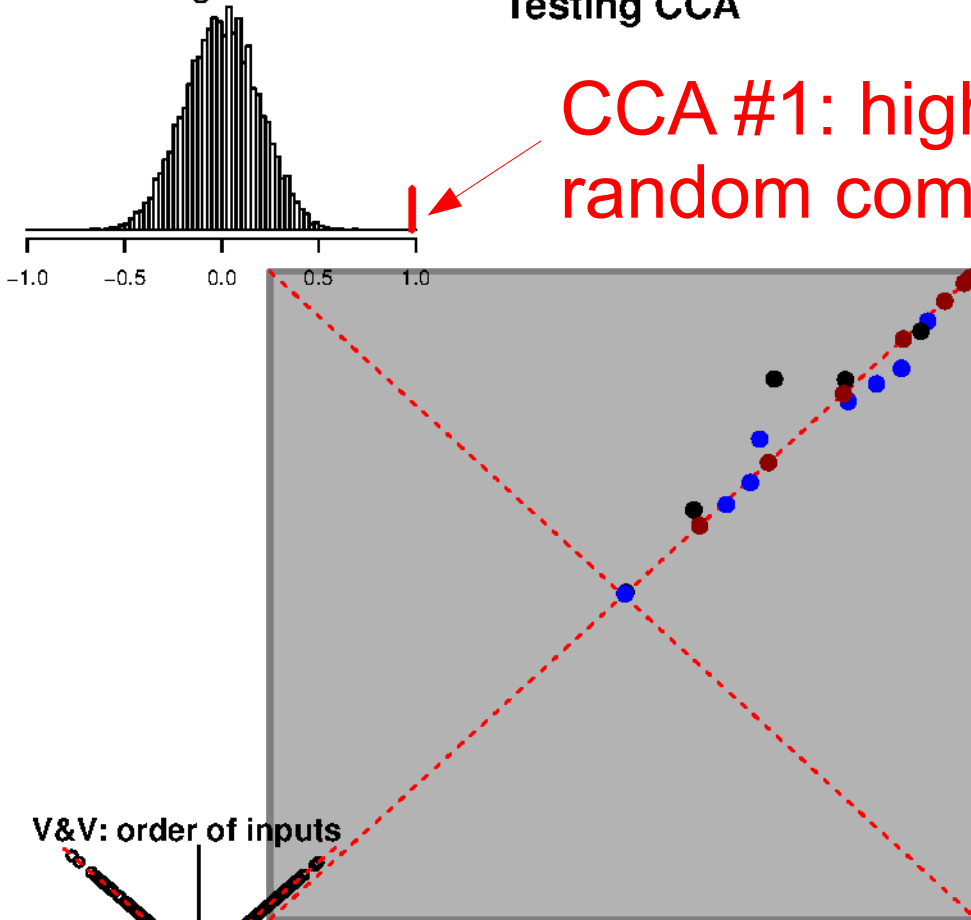 Testing CCA
CCA #1: high
random com
−1.0 −0.5 0.0 0.5 1.0
V&V: order of inputs